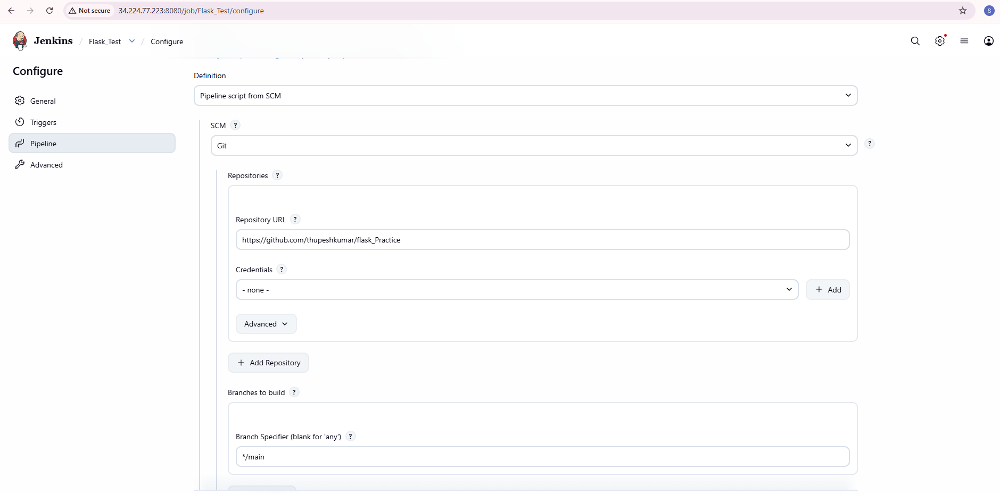 Not secure 34.224.77.223:8080/job/Flask_Test/configure S
Jenkins / Flask_Test / Configure
Configure
General
Triggers
Pipeline
Advanced
Definition
Pipeline script from SCM
SCM ?
Git
?
Repositories ?
Repository URL ?
https://github.com/thupeshkumar/flask_Practice
Credentials ?
- none -
+ Add
Advanced
+ Add Repository
Branches to build ?
Branch Specifier (blank for 'any') ?
*/main